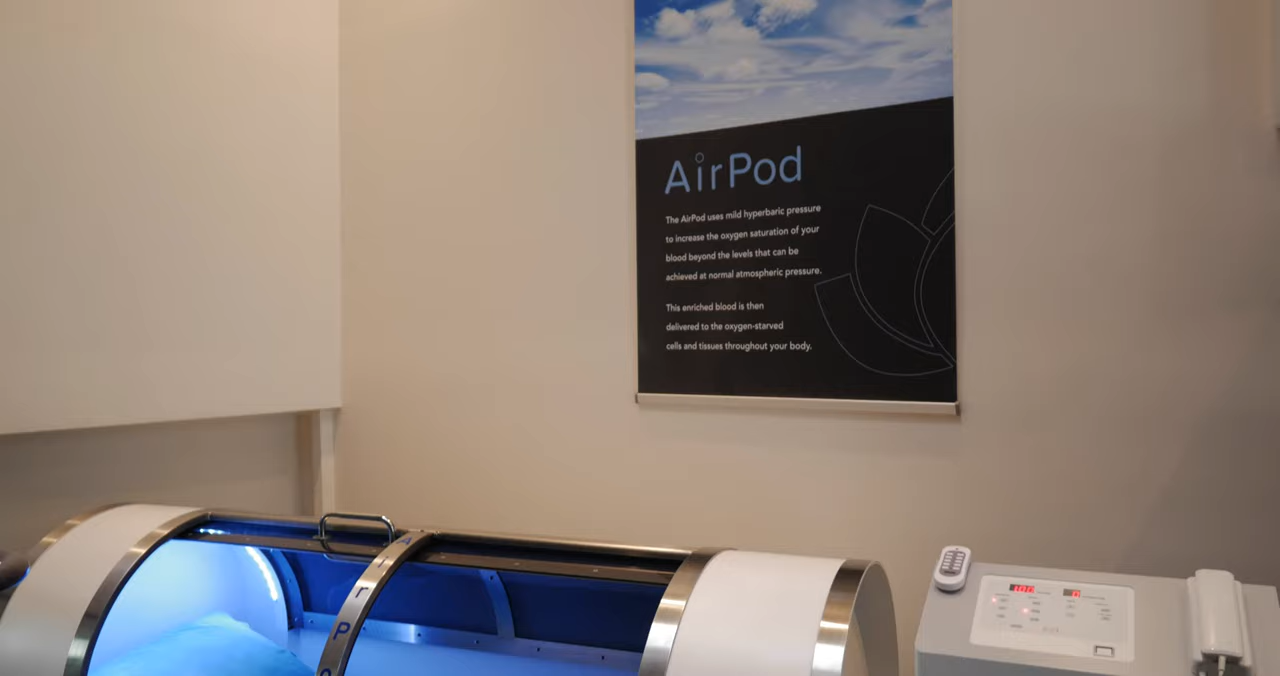 AirPod
The AirPod uses mild hyperbaric pressure
to increase the oxygen saturation of your
blood beyond the levels that can be
achieved at normal atmospheric pressure.
This enriched blood is then
delivered to the oxygen-starved
cells and tissues throughout your body.
A i r P o